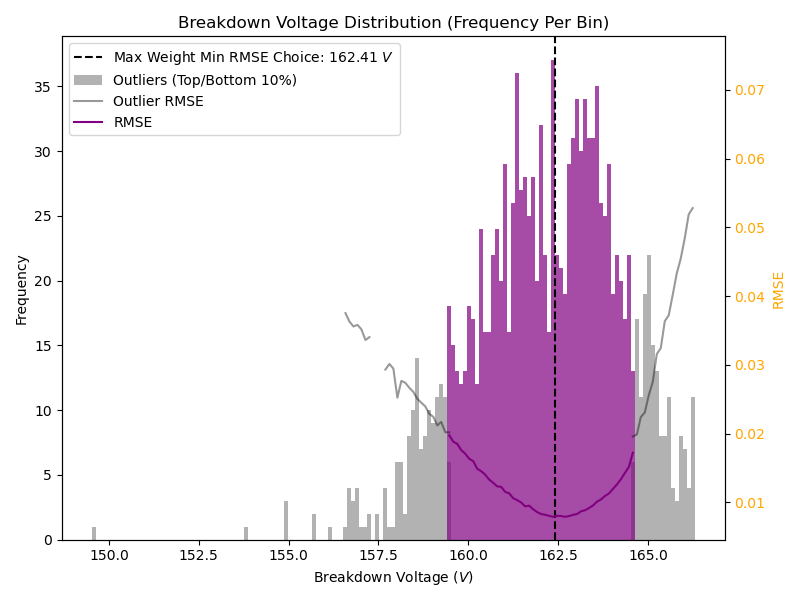 Breakdown Voltage Distribution (Frequency Per Bin)
Max Weight Min RMSE Choice: 162.41 V
Outliers (Top/Bottom 10%)
Outlier RMSE
RMSE
35
30
25
20
15
10
5
0
Frequency
0.07
0.06
0.05
0.04
0.03
0.02
0.01
RMSE
150.0 152.5 155.0 157.5 160.0 162.5 165.0
Breakdown Voltage (V)